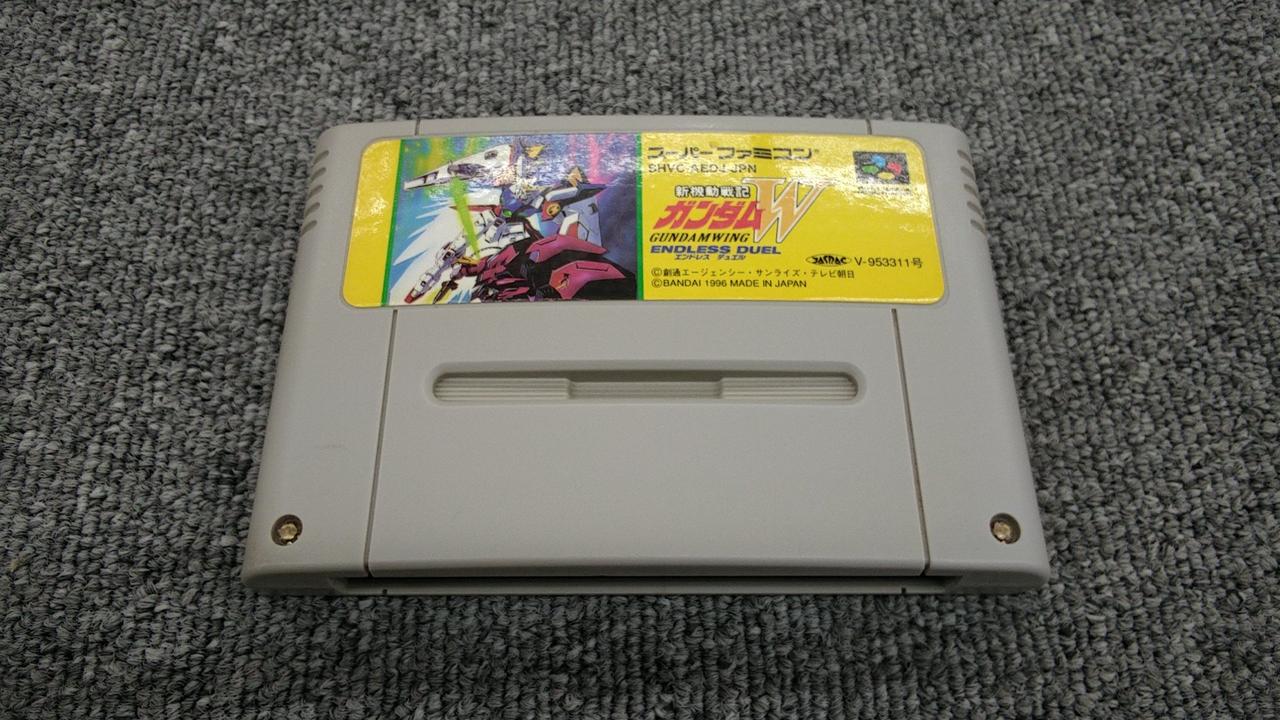 スーパーファミコン®
SHVC-AEDJ-JPN
新機動戦記
ガンダムW
GUNDAM WING
ENDLESS DUEL
エンドレス デュエル
JASRAC V-953311号
©創通エージェンシー・サンライズ・テレビ朝日
©BANDAI 1996 MADE IN JAPAN